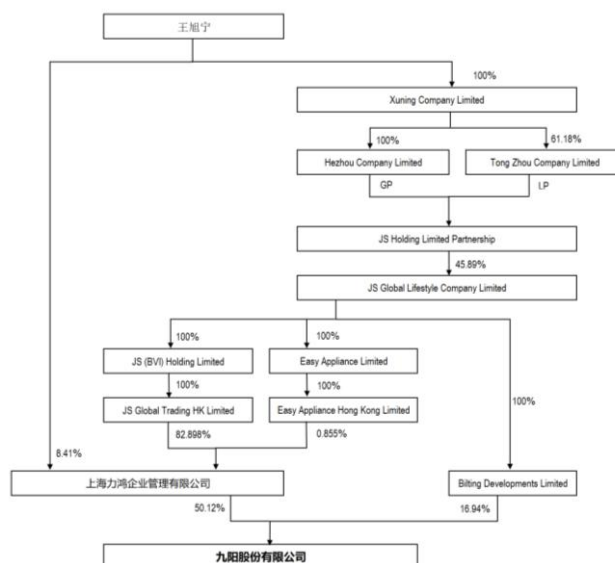 王旭宁
100%
Xuning Company Limited
100%
61.18%
Hezhou Company Limited
Tong Zhou Company Limited
GP
LP
JS Holding Limited Partnership
45.89%
JS Global Lifestyle Company Limited
100%
100%
JS (BVI) Holding Limited
Easy Appliance Limited
100%
100%
100%
JS Global Trading HK Limited
Easy Appliance Hong Kong Limited
82.898%
0.855%
8.41%
上海力鸿企业管理有限公司
Bilting Developments Limited
50.12%
16.94%
九阳股份有限公司